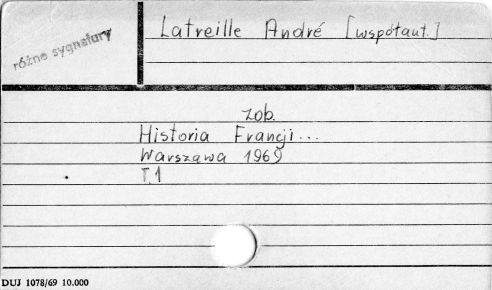 różne sygnatury
Latreille André [współaut.]
zob.
Historia Francji...
Warszawa 1969
T.1
DUJ 1078/69 10.000